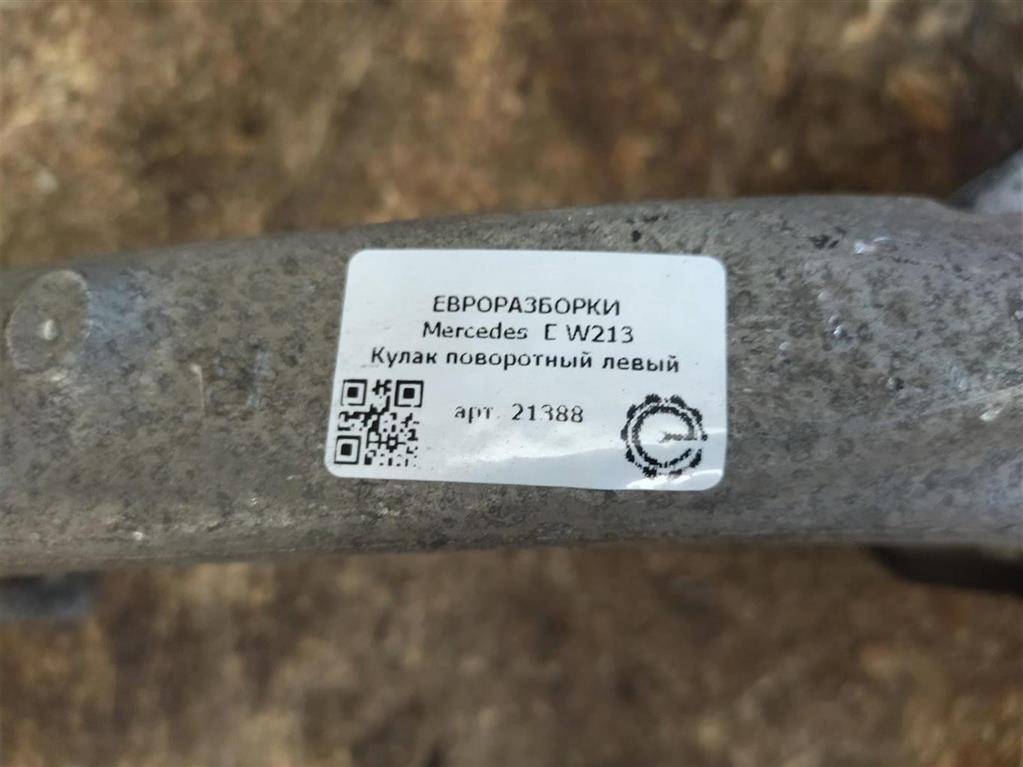 ЕВРОРАЗБОРКИ
Mercedes E W213
Кулак поворотный левый
арт. 21388